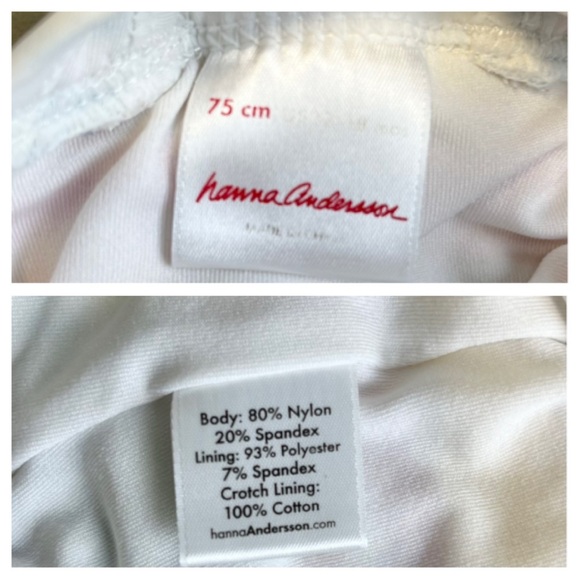 75 cm
hanna Andersson
Body: 80% Nylon
20% Spandex
Lining: 93% Polyester
7% Spandex
Crotch Lining:
100% Cotton
hannaAndersson.com